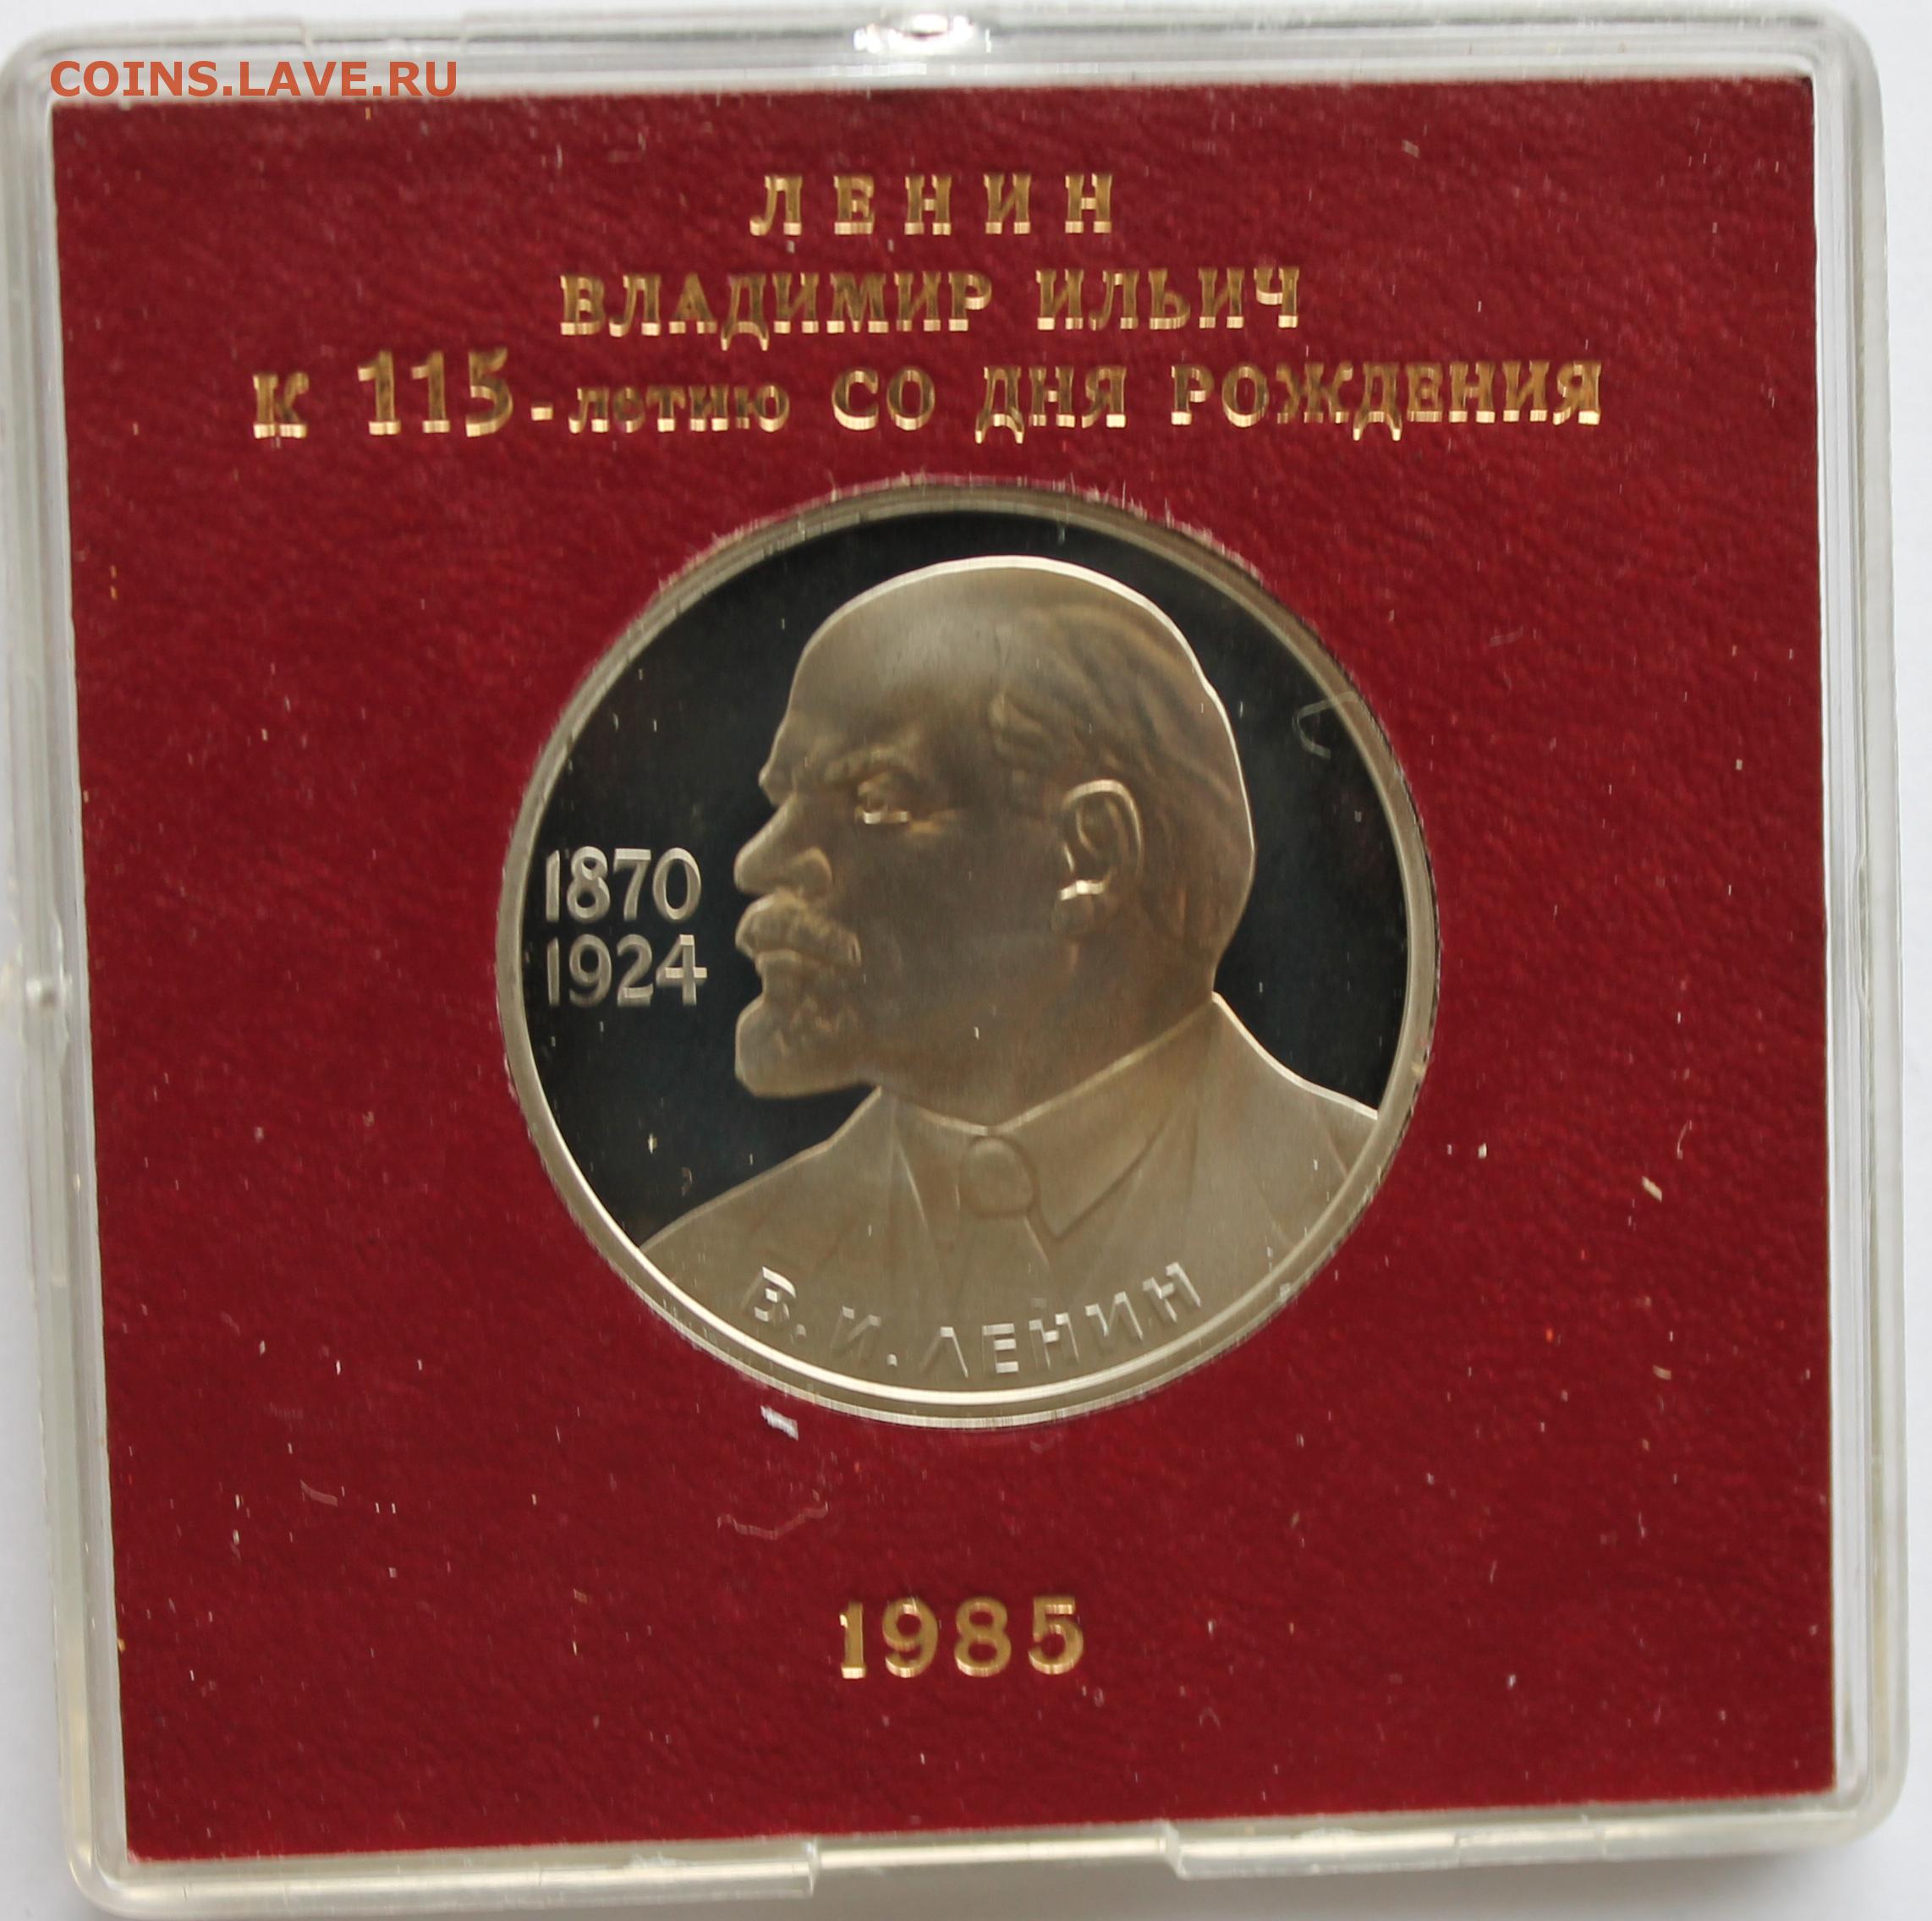 COINS.LAVE.RU
ЛЕНИН
ВЛАДИМИР ИЛЬИЧ
К 115-летию СО ДНЯ РОЖДЕНИЯ
1870
1924
В.И.ЛЕНИН
1985